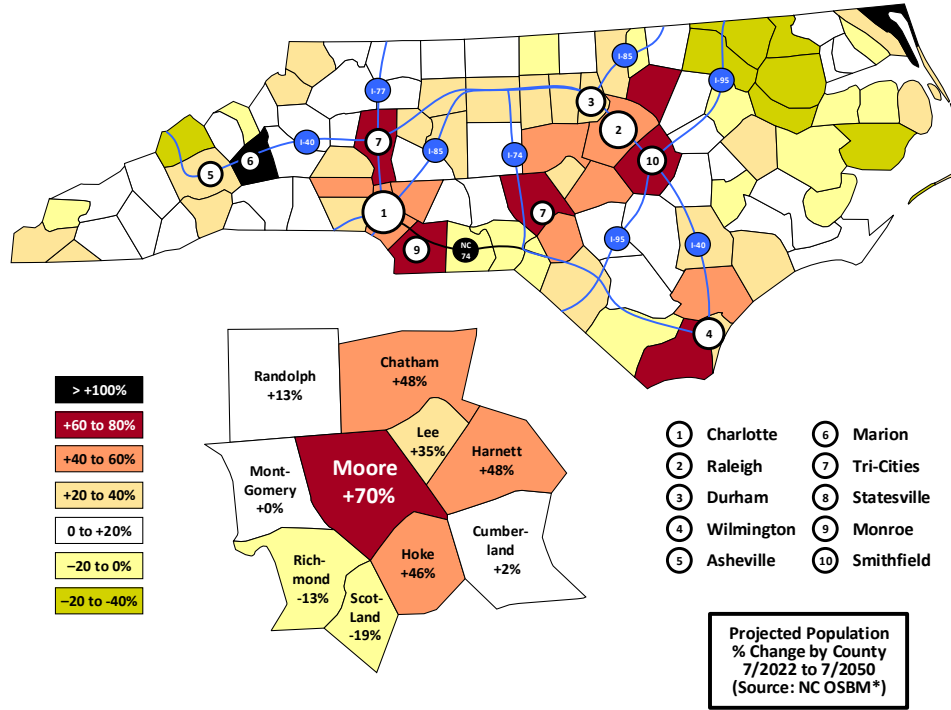 I-85
I-95
I-77
3
2
I-40
7
I-85
I-74
10
6
5
7
1
I-95
I-40
9
NC
74
4
Randolph
+13%
Chatham
+48%
> +100%
+60 to 80%
+40 to 60%
+20 to 40%
0 to +20%
–20 to 0%
–20 to -40%
Lee
+35%
Harnett
+48%
Moore
+70%
Mont-
Gomery
+0%
Cumber-
land
+2%
Rich-
mond
-13%
Hoke
+46%
Scot-
Land
-19%
1 Charlotte
2 Raleigh
3 Durham
4 Wilmington
5 Asheville
6 Marion
7 Tri-Cities
8 Statesville
9 Monroe
10 Smithfield
Projected Population
% Change by County
7/2022 to 7/2050
(Source: NC OSBM*)